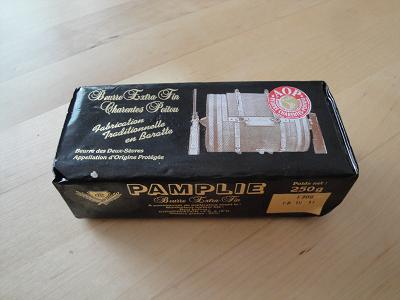 Beurre Extra-Fin
Charentes Poitou
Fabrication
Traditionnelle
en Baratte
Beurre des Deux-Sèvres
Appellation d'Origine Protégée
A.O.P
PAMPLIE
Beurre Extra-Fin
Poids net :
250g